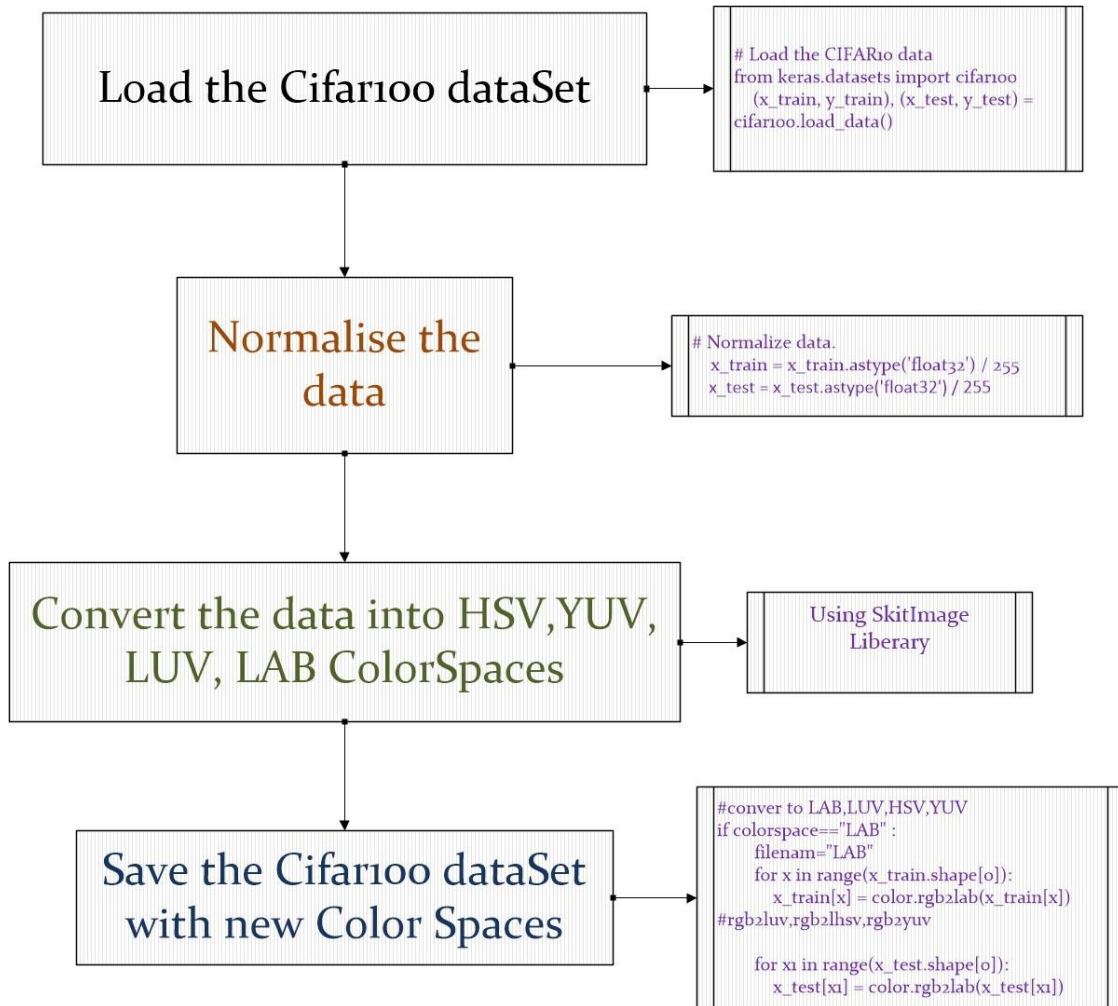 Load the Cifar100 dataSet
# Load the CIFAR10 data
from keras.datasets import cifar100
(x_train, y_train), (x_test, y_test) =
cifar100.load_data()
Normalise the
data
# Normalize data.
x_train = x_train.astype('float32') / 255
x_test = x_test.astype('float32') / 255
Convert the data into HSV,YUV,
LUV, LAB ColorSpaces
Using SkitImage
Liberary
Save the Cifar100 dataSet
with new Color Spaces
#conver to LAB,LUV,HSV,YUV
if colorspace=="LAB" :
filenam="LAB"
for x in range(x_train.shape[0]):
x_train[x] = color.rgb2lab(x_train[x])
#rgb2luv,rgb2lhsv,rgb2yuv
for x1 in range(x_test.shape[0]):
x_test[x1] = color.rgb2lab(x_test[x1])